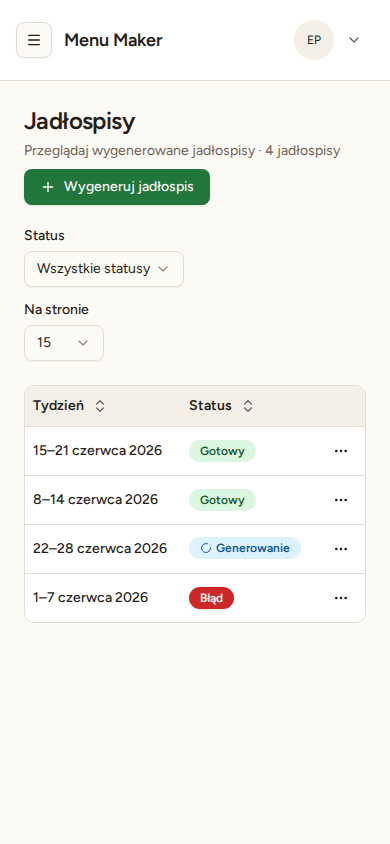 Menu Maker
EP
Jadłospisy
Przeglądaj wygenerowane jadłospisy · 4 jadłospisy
Wygeneruj jadłospis
Status
Wszystkie statusy
Na stronie
15
Tydzień Status
15–21 czerwca 2026 Gotowy
8–14 czerwca 2026 Gotowy
22–28 czerwca 2026 Generowanie
1–7 czerwca 2026 Błąd